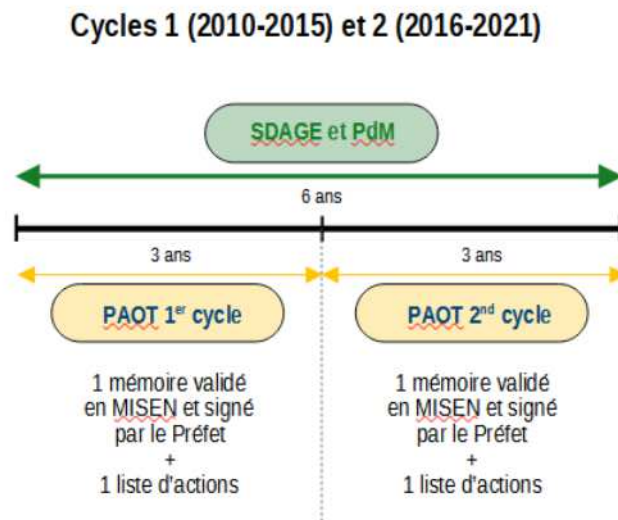 Cycles 1 (2010-2015) et 2 (2016-2021)
SDAGE et PdM
6 ans
3 ans 3 ans
PAOT 1er cycle
1 mémoire validé
en MISEN et signé
par le Préfet
+
1 liste d'actions
PAOT 2nd cycle
1 mémoire validé
en MISEN et signé
par le Préfet
+
1 liste d'actions